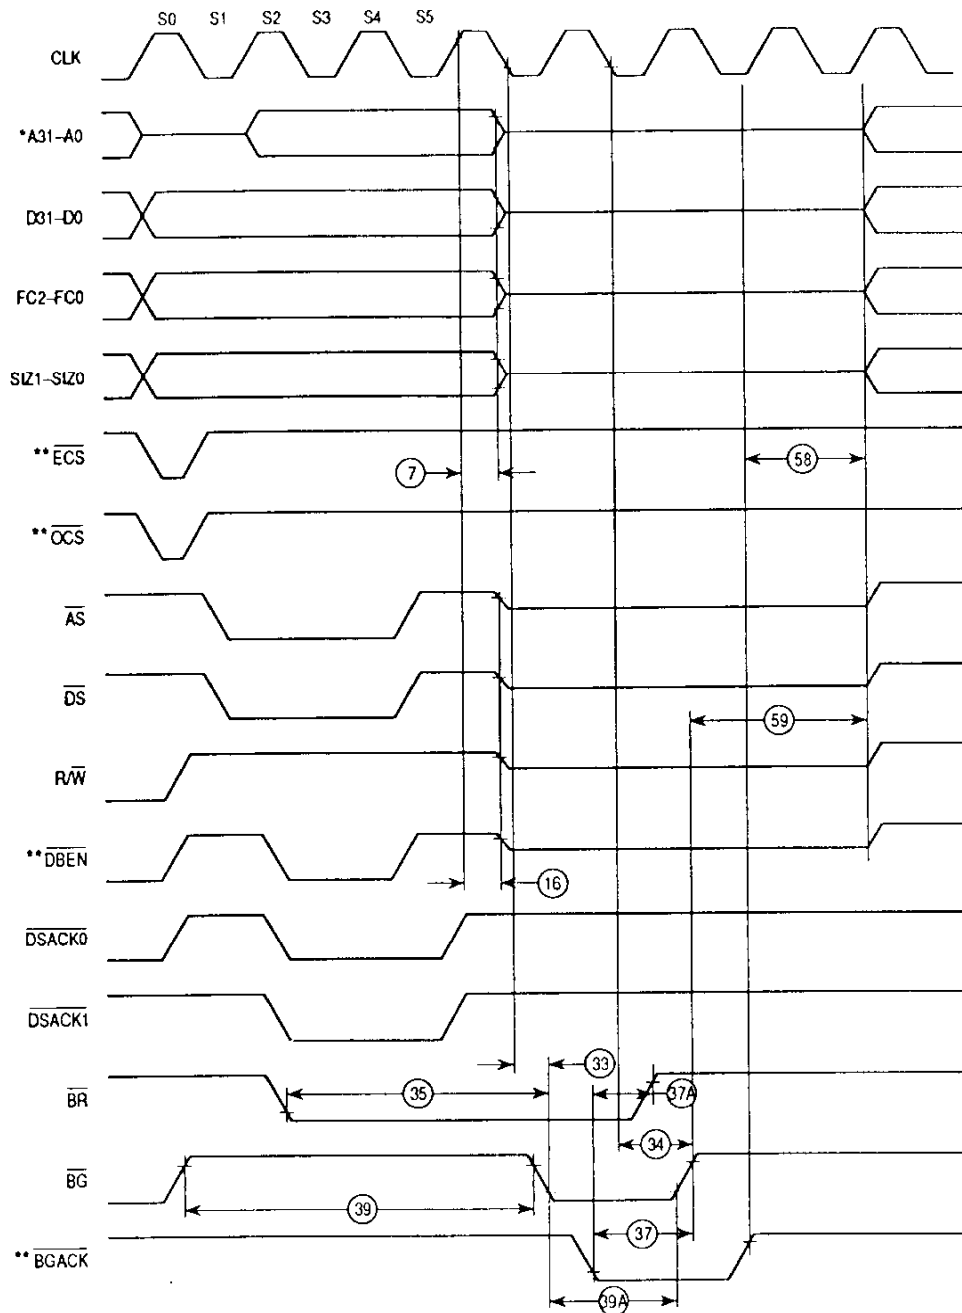 S0 S1 S2 S3 S4 S5
CLK
*A31–A0
D31–D0
FC2–FC0
SIZ1–SIZ0
**ECS
7
58
**OCS
AS
DS
59
R/W
**DBEN
16
DSACK0
DSACK1
33
BR
35
37A
34
BG
39
37
**BGACK
39A